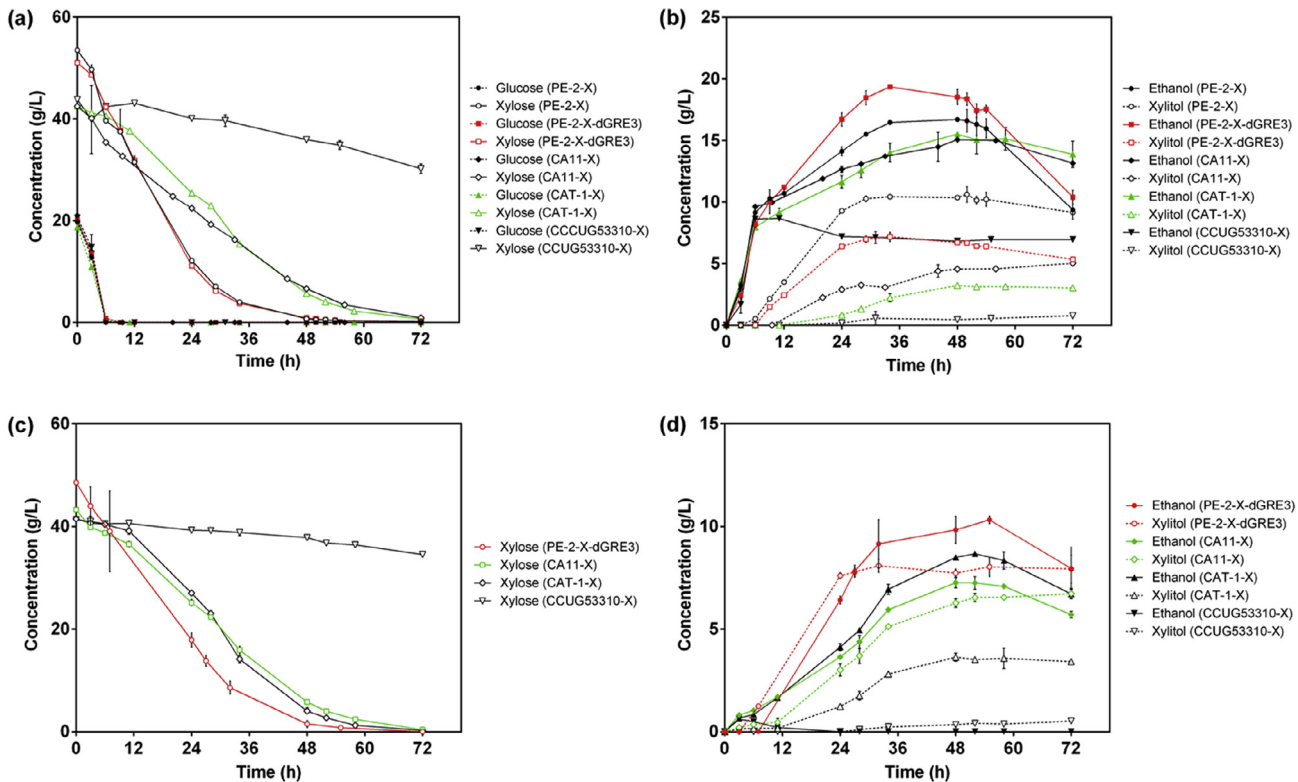 (a)
Concentration (g/L)
60
40
20
0
0 12 24 36 48 60 72
Time (h)
Glucose (PE-2-X)
Xylose (PE-2-X)
Glucose (PE-2-X-dGRE3)
Xylose (PE-2-X-dGRE3)
Glucose (CA11-X)
Xylose (CA11-X)
Glucose (CAT-1-X)
Xylose (CAT-1-X)
Glucose (CCCUG53310-X)
Xylose (CCUG53310-X)
(b)
Concentration (g/L)
25
20
15
10
5
0
0 12 24 36 48 60 72
Time (h)
Ethanol (PE-2-X)
Xylitol (PE-2-X)
Ethanol (PE-2-X-dGRE3)
Xylitol (PE-2-X-dGRE3)
Ethanol (CA11-X)
Xylitol (CA11-X)
Ethanol (CAT-1-X)
Xylitol (CAT-1-X)
Ethanol (CCUG53310-X)
Xylitol (CCUG53310-X)
(c)
Concentration (g/L)
60
40
20
0
0 12 24 36 48 60 72
Time (h)
Xylose (PE-2-X-dGRE3)
Xylose (CA11-X)
Xylose (CAT-1-X)
Xylose (CCUG53310-X)
(d)
Concentration (g/L)
15
10
5
0
0 12 24 36 48 60 72
Time (h)
Ethanol (PE-2-X-dGRE3)
Xylitol (PE-2-X-dGRE3)
Ethanol (CA11-X)
Xylitol (CA11-X)
Ethanol (CAT-1-X)
Xylitol (CAT-1-X)
Ethanol (CCUG53310-X)
Xylitol (CCUG53310-X)